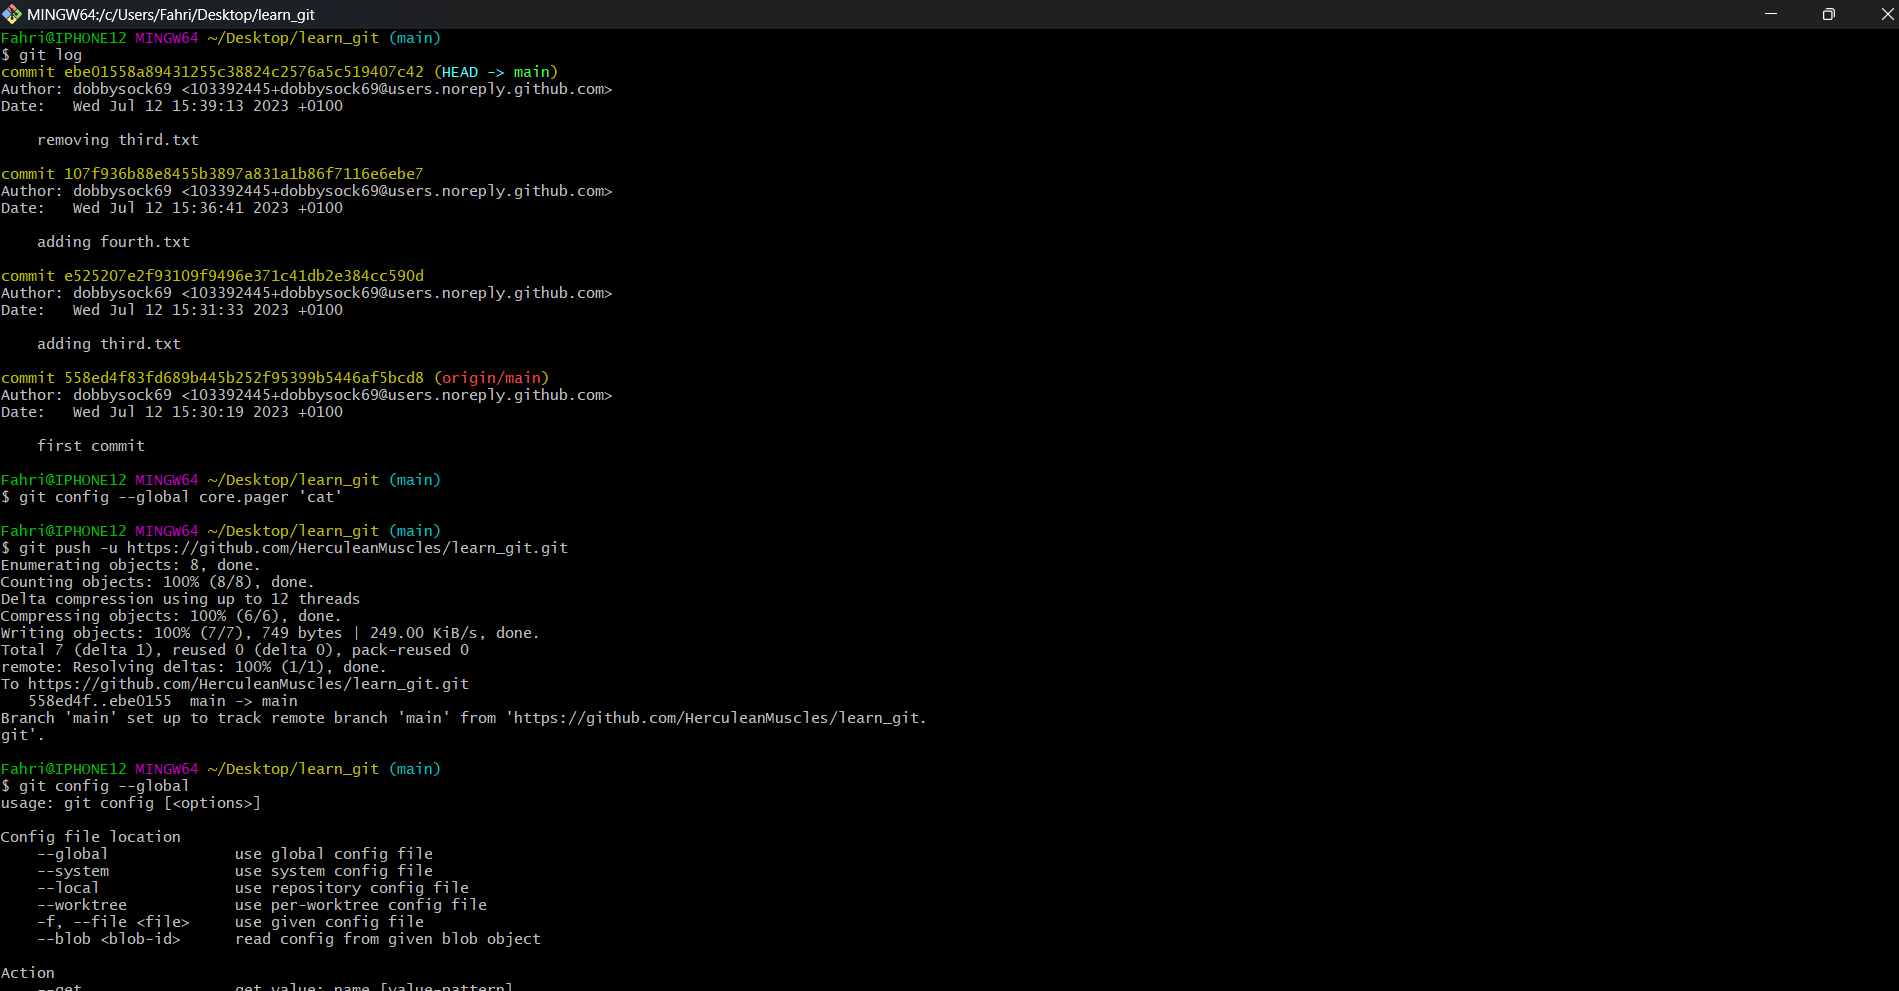 MINGW64:/c/Users/Fahri/Desktop/learn_git
Fahri@IPHONE12 MINGW64 ~/Desktop/learn_git (main)
$ git log
commit ebe01558a89431255c38824c2576a5c519407c42 (HEAD -> main)
Author: dobbysock69 <103392445+dobbysock69@users.noreply.github.com>
Date:   Wed Jul 12 15:39:13 2023 +0100
    removing third.txt
commit 107f936b88e8455b3897a831a1b86f7116e6ebe7
Author: dobbysock69 <103392445+dobbysock69@users.noreply.github.com>
Date:   Wed Jul 12 15:36:41 2023 +0100
    adding fourth.txt
commit e525207e2f93109f9496e371c41db2e384cc590d
Author: dobbysock69 <103392445+dobbysock69@users.noreply.github.com>
Date:   Wed Jul 12 15:31:33 2023 +0100
    adding third.txt
commit 558ed4f83fd689b445b252f95399b5446af5bcd8 (origin/main)
Author: dobbysock69 <103392445+dobbysock69@users.noreply.github.com>
Date:   Wed Jul 12 15:30:19 2023 +0100
    first commit
Fahri@IPHONE12 MINGW64 ~/Desktop/learn_git (main)
$ git config --global core.pager 'cat'
Fahri@IPHONE12 MINGW64 ~/Desktop/learn_git (main)
$ git push -u https://github.com/HerculeanMuscles/learn_git.git
Enumerating objects: 8, done.
Counting objects: 100% (8/8), done.
Delta compression using up to 12 threads
Compressing objects: 100% (6/6), done.
Writing objects: 100% (7/7), 749 bytes | 249.00 KiB/s, done.
Total 7 (delta 1), reused 0 (delta 0), pack-reused 0
remote: Resolving deltas: 100% (1/1), done.
To https://github.com/HerculeanMuscles/learn_git.git
   558ed4f..ebe0155  main -> main
Branch 'main' set up to track remote branch 'main' from 'https://github.com/HerculeanMuscles/learn_git.
git'.
Fahri@IPHONE12 MINGW64 ~/Desktop/learn_git (main)
$ git config --global
usage: git config [<options>]
Config file location
    --global              use global config file
    --system              use system config file
    --local               use repository config file
    --worktree            use per-worktree config file
    -f, --file <file>     use given config file
    --blob <blob-id>      read config from given blob object
Action
    --get                 get value: name [value-pattern]